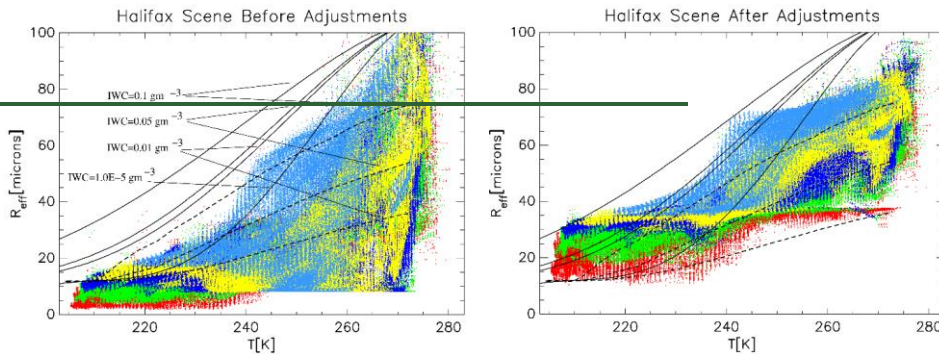 Halifax Scene Before Adjustments
100
80
60
40
20
0
R_eff[microns]
IWC=0.1 gm⁻³
IWC=0.05 gm⁻³
IWC=0.01 gm⁻³
IWC=1.0E−5 gm⁻³
220 240 260 280
T[K]
Halifax Scene After Adjustments
100
80
60
40
20
0
R_eff[microns]
220 240 260 280
T[K]